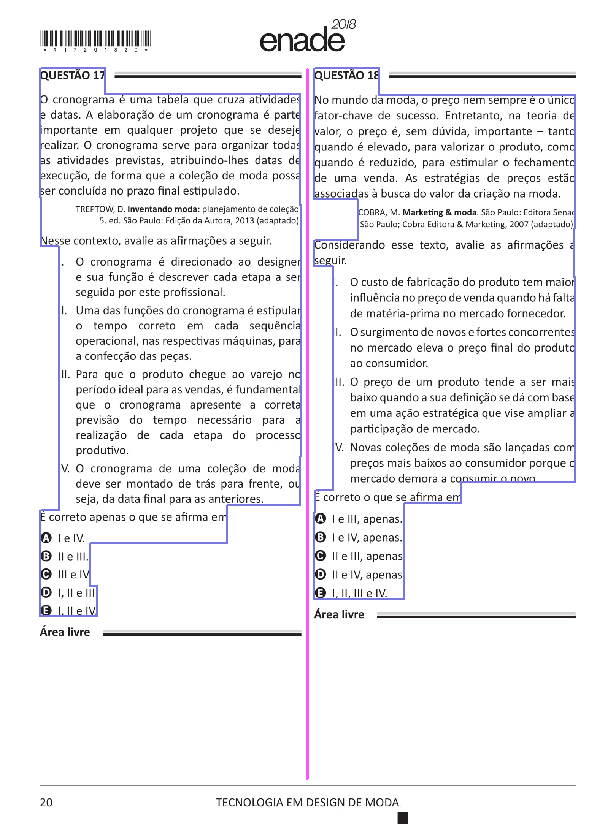 *R17201820*
enade 2018
QUESTÃO 17
O cronograma é uma tabela que cruza atividades
e datas. A elaboração de um cronograma é parte
importante em qualquer projeto que se deseje
realizar. O cronograma serve para organizar todas
as atividades previstas, atribuindo-lhes datas de
execução, de forma que a coleção de moda possa
ser concluída no prazo final estipulado.
TREPTOW, D. Inventando moda: planejamento de coleção.
5. ed. São Paulo: Edição da Autora, 2013 (adaptado).
Nesse contexto, avalie as afirmações a seguir.
I. O cronograma é direcionado ao designer
e sua função é descrever cada etapa a ser
seguida por este profissional.
II. Uma das funções do cronograma é estipular
o tempo correto em cada sequência
operacional, nas respectivas máquinas, para
a confecção das peças.
III. Para que o produto chegue ao varejo no
período ideal para as vendas, é fundamental
que o cronograma apresente a correta
previsão do tempo necessário para a
realização de cada etapa do processo
produtivo.
IV. O cronograma de uma coleção de moda
deve ser montado de trás para frente, ou
seja, da data final para as anteriores.
É correto apenas o que se afirma em
A I e IV.
B II e III.
C III e IV.
D I, II e III.
E I, II e IV.
Área livre
QUESTÃO 18
No mundo da moda, o preço nem sempre é o único
fator-chave de sucesso. Entretanto, na teoria de
valor, o preço é, sem dúvida, importante – tanto
quando é elevado, para valorizar o produto, como
quando é reduzido, para estimular o fechamento
de uma venda. As estratégias de preços estão
associadas à busca do valor da criação na moda.
COBRA, M. Marketing & moda. São Paulo: Editora Senac
São Paulo; Cobra Editora & Marketing, 2007 (adaptado).
Considerando esse texto, avalie as afirmações a
seguir.
I. O custo de fabricação do produto tem maior
influência no preço de venda quando há falta
de matéria-prima no mercado fornecedor.
II. O surgimento de novos e fortes concorrentes
no mercado eleva o preço final do produto
ao consumidor.
III. O preço de um produto tende a ser mais
baixo quando a sua definição se dá com base
em uma ação estratégica que vise ampliar a
participação de mercado.
IV. Novas coleções de moda são lançadas com
preços mais baixos ao consumidor porque o
mercado demora a consumir o novo.
É correto o que se afirma em
A I e III, apenas.
B I e IV, apenas.
C II e III, apenas.
D II e IV, apenas.
E I, II, III e IV.
Área livre
20
TECNOLOGIA EM DESIGN DE MODA